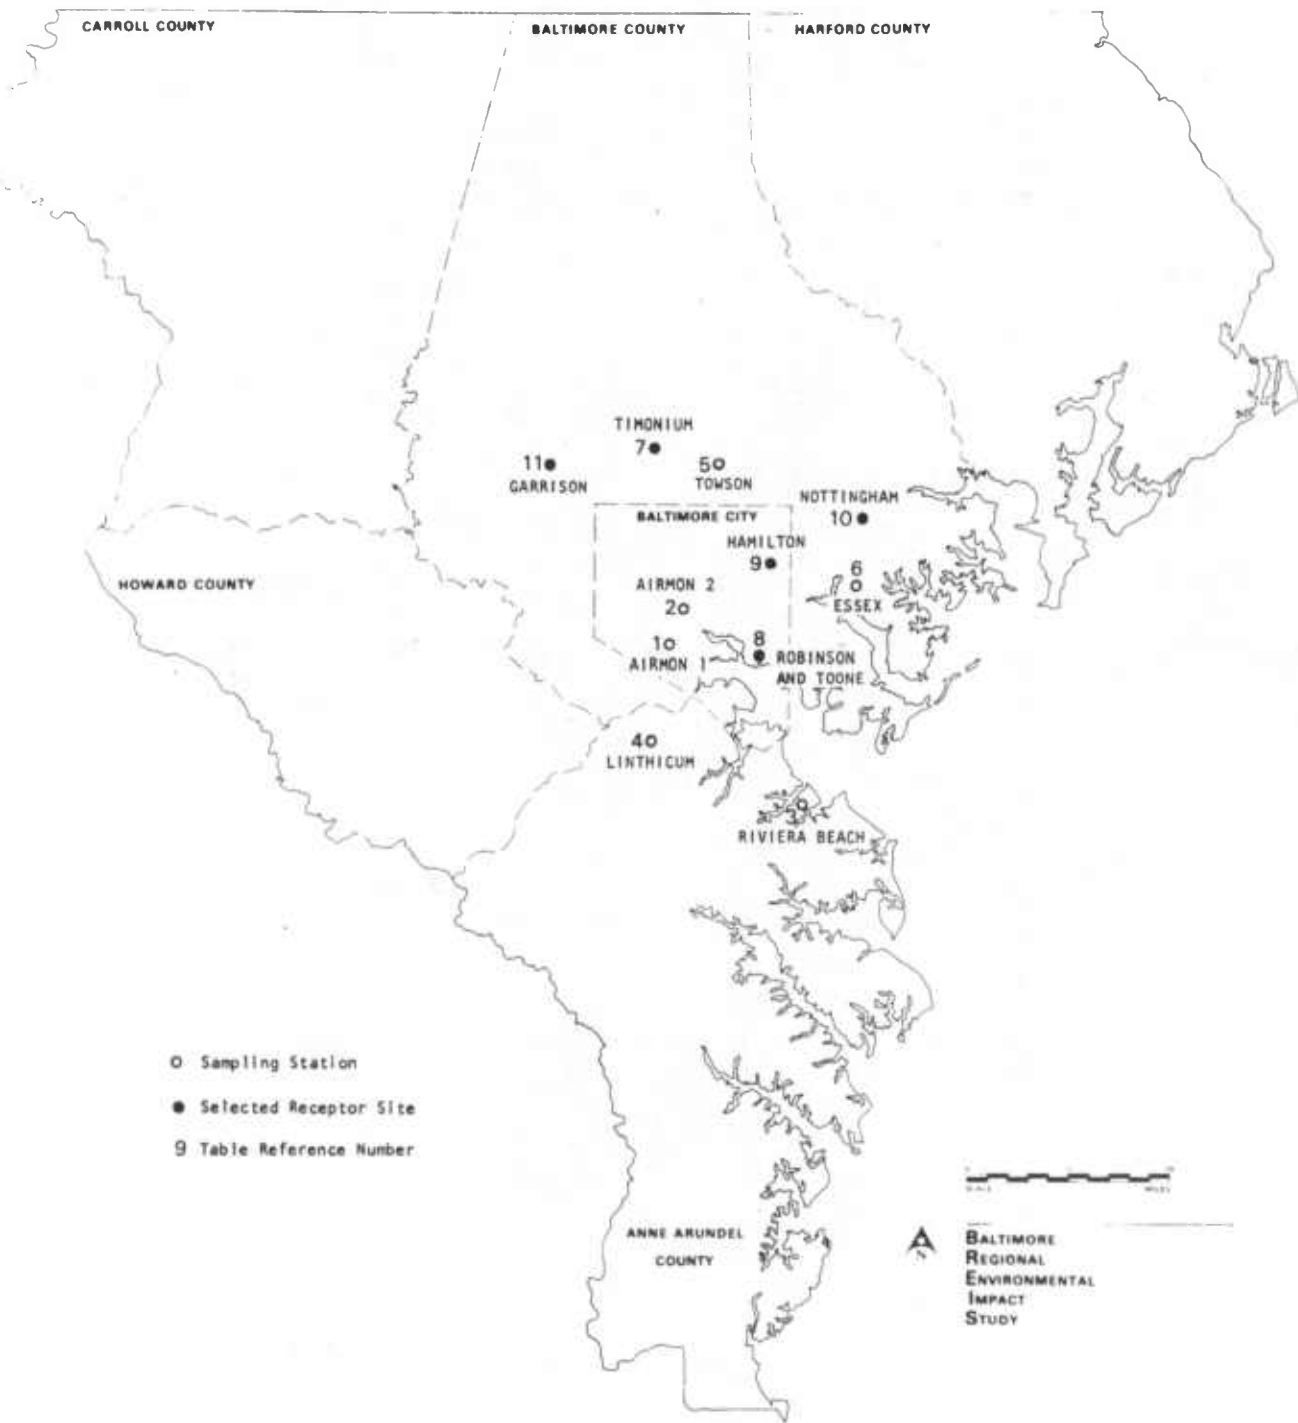 CARROLL COUNTY
BALTIMORE COUNTY
HARFORD COUNTY
TIMONIUM
7
11
GARRISON
5
TOWSON
NOTTINGHAM
10
BALTIMORE CITY
HAMILTON
9
HOWARD COUNTY
AIRMON 2
2
6
ESSEX
1
AIRMON 1
8
ROBINSON
AND TOONE
4
LINTHICUM
3
RIVIERA BEACH
Sampling Station
Selected Receptor Site
9 Table Reference Number
ANNE ARUNDEL
COUNTY
N
BALTIMORE
REGIONAL
ENVIRONMENTAL
IMPACT
STUDY